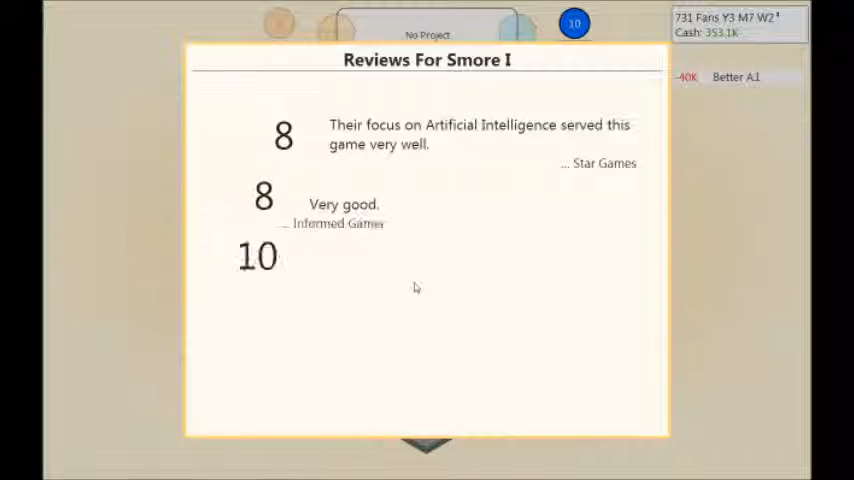 No Project
10
731 Fans Y3 M7 W2
Cash: 353.1K
-40K Better A.I
Reviews For Smore I
8
Their focus on Artificial Intelligence served this
game very well.
... Star Games
8
Very good.
... Informed Gamer
10